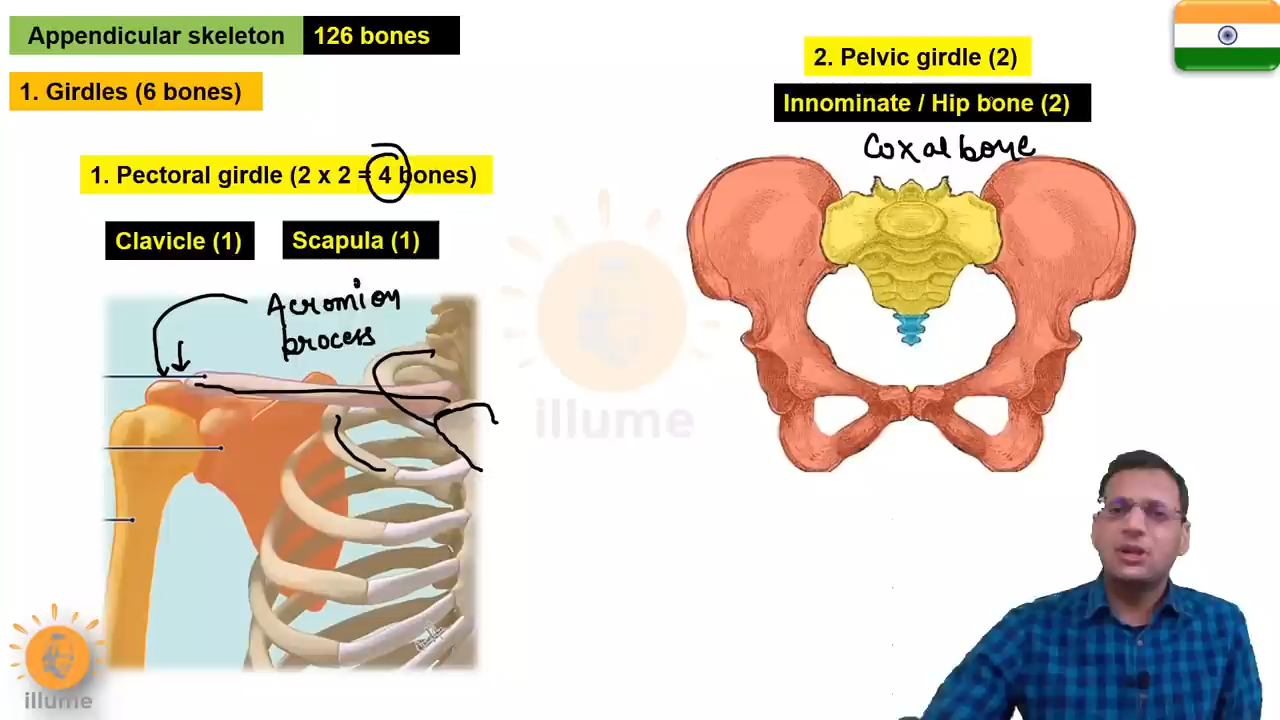 Appendicular skeleton 126 bones
1. Girdles (6 bones)
1. Pectoral girdle (2 x 2 = 4 bones)
Clavicle (1) Scapula (1)
Acromion
process
2. Pelvic girdle (2)
Innominate / Hip bone (2)
Coxal bone
illume
illume